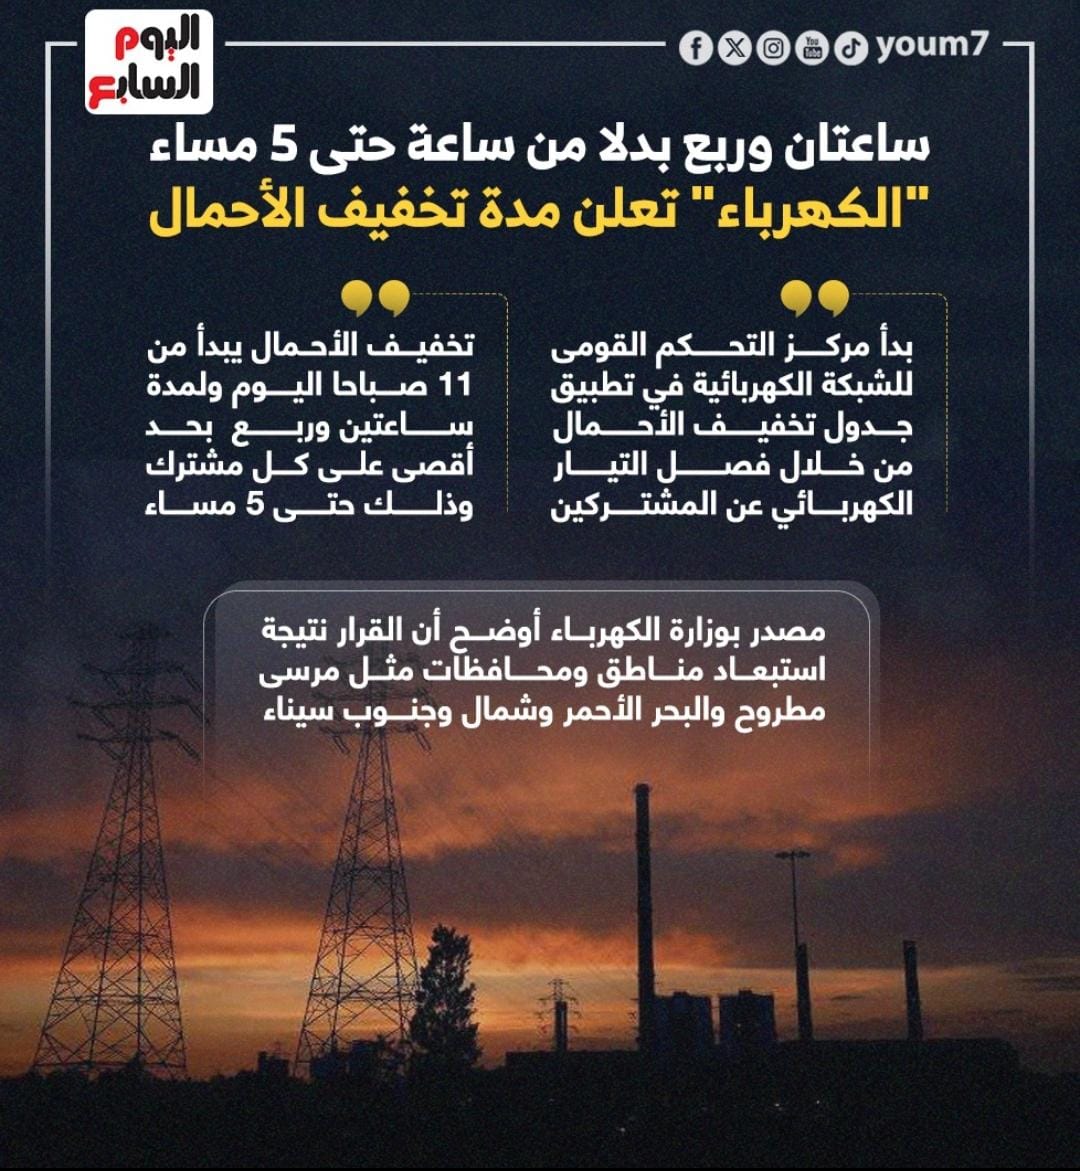 اليوم
السابع
youm7
ساعتان وربع بدلا من ساعة حتى 5 مساء
"الكهرباء" تعلن مدة تخفيف الأحمال
بدأ مركز التحكم القومى
للشبكة الكهربائية في تطبيق
جدول تخفيف الأحمال
من خلال فصل التيار
الكهربائي عن المشتركين
تخفيف الأحمال يبدأ من
11 صباحا اليوم ولمدة
ساعتين وربع بحد
أقصى على كل مشترك
وذلك حتى 5 مساء
مصدر بوزارة الكهرباء أوضح أن القرار نتيجة
استبعاد مناطق ومحافظات مثل مرسى
مطروح والبحر الأحمر وشمال وجنوب سيناء